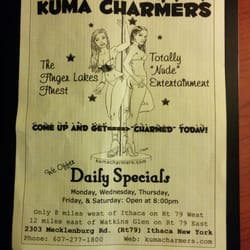 KUMA CHARMERS
The Finger Lakes Finest
Totally "Nude" Entertainment
COME UP AND GET===>"CHARMED" TODAY!
kumacharmers.com
We Offer
Daily Specials
Monday, Wednesday, Thursday,
Friday, & Saturday: Open at 8:00pm
Only 8 miles west of Ithaca on Rt 79 West
12 miles east of Watkins Glen on Rt 79 East
2303 Mecklenburg Rd. (Rt79) Ithaca New York
Phone: 607-277-1800 Web: kumacharmers.com